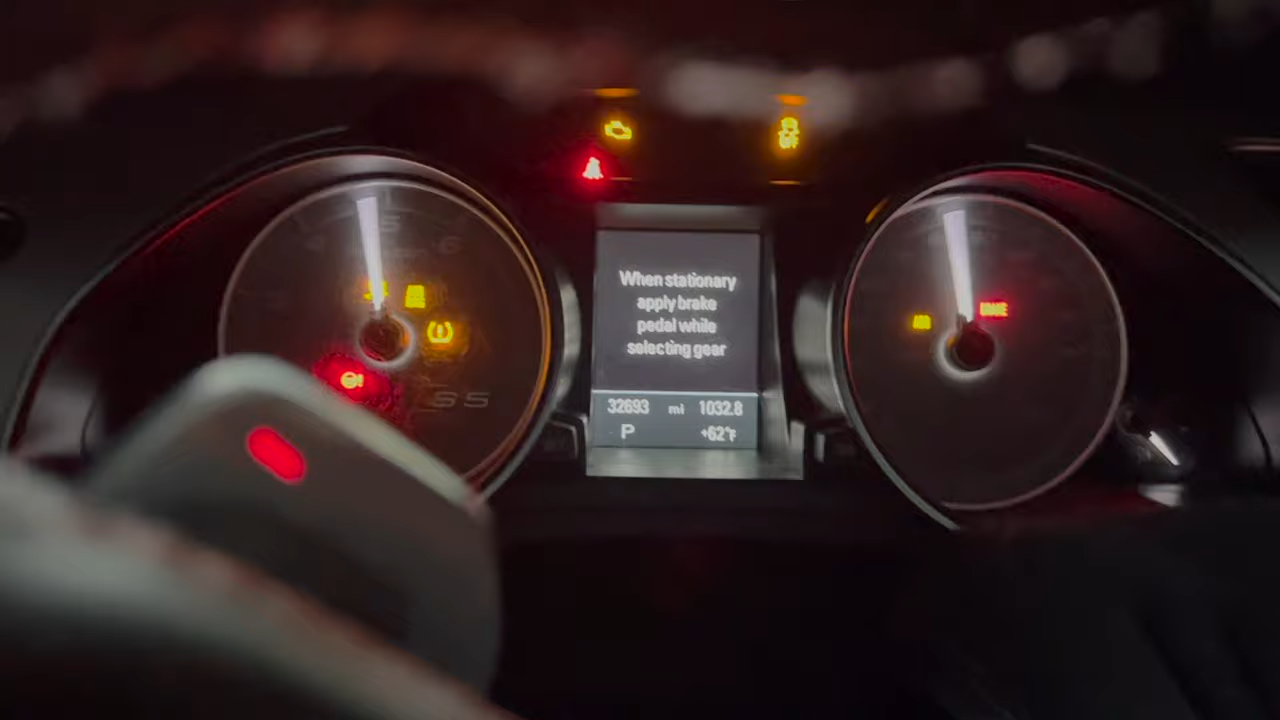 When stationary
apply brake
pedal while
selecting gear
32693 mi 1032.8
P +62°F